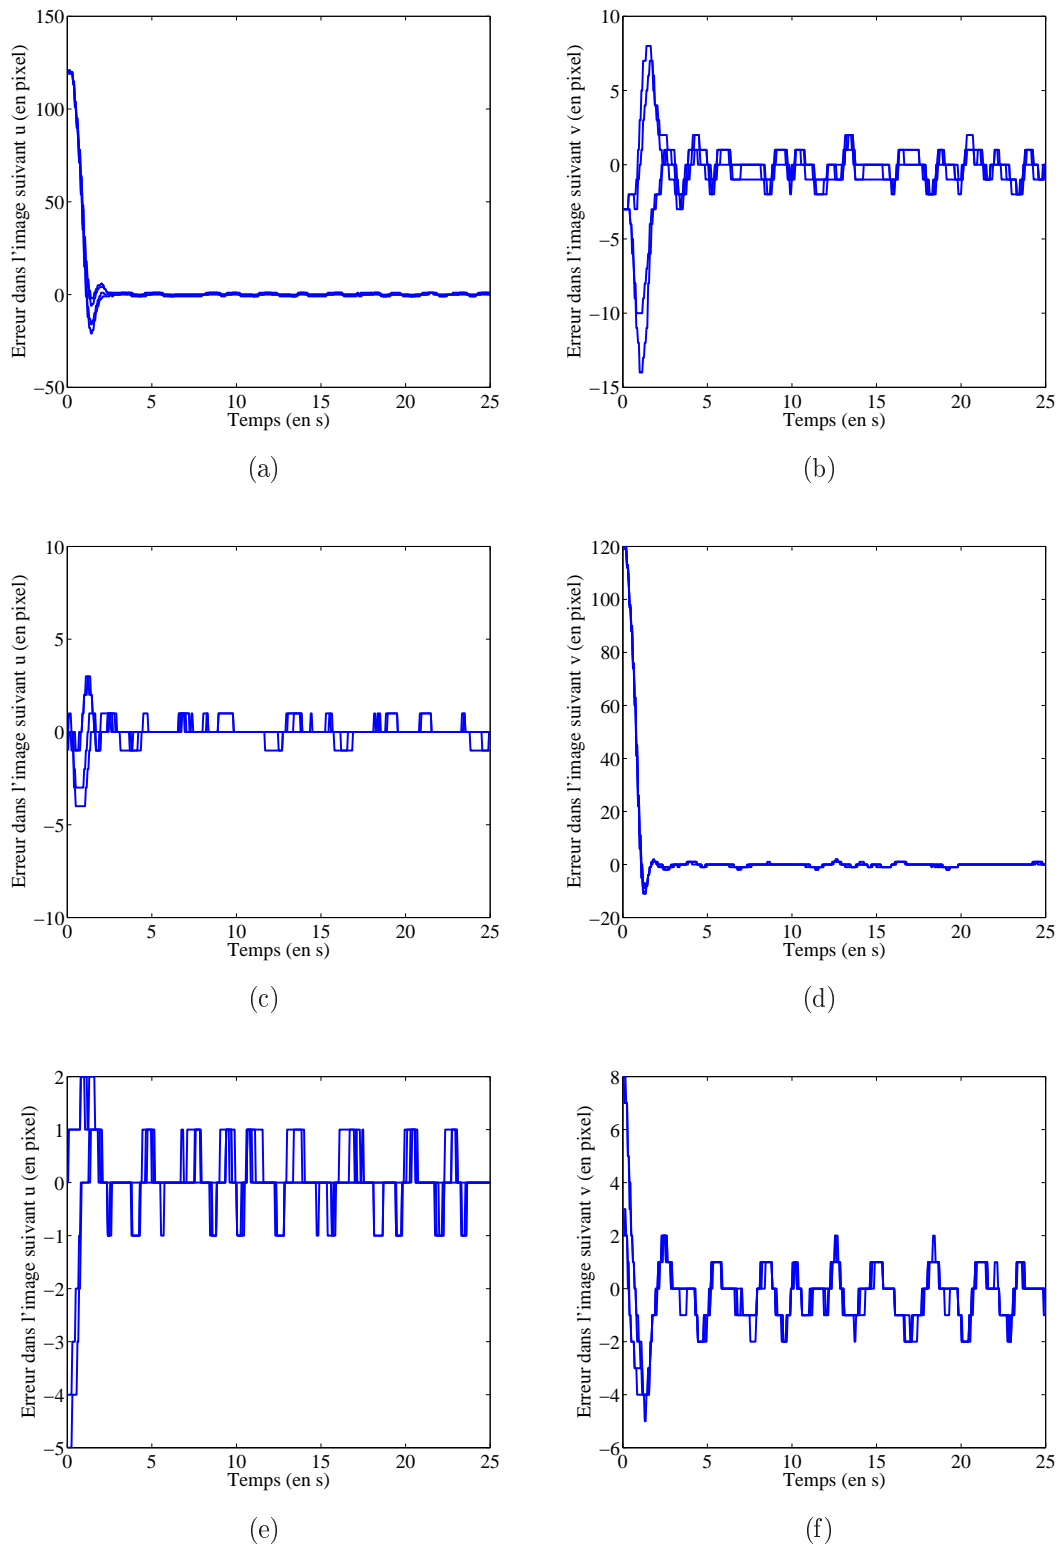 150
100
50
0
−50
0 5 10 15 20 25
Erreur dans l'image suivant u (en pixel)
Temps (en s)
(a)
10
5
0
−5
−10
−15
0 5 10 15 20 25
Erreur dans l'image suivant v (en pixel)
Temps (en s)
(b)
10
5
0
−5
−10
0 5 10 15 20 25
Erreur dans l'image suivant u (en pixel)
Temps (en s)
(c)
120
100
80
60
40
20
0
−20
0 5 10 15 20 25
Erreur dans l'image suivant v (en pixel)
Temps (en s)
(d)
2
1
0
−1
−2
−3
−4
−5
0 5 10 15 20 25
Erreur dans l'image suivant u (en pixel)
Temps (en s)
(e)
8
6
4
2
0
−2
−4
−6
0 5 10 15 20 25
Erreur dans l'image suivant v (en pixel)
Temps (en s)
(f)